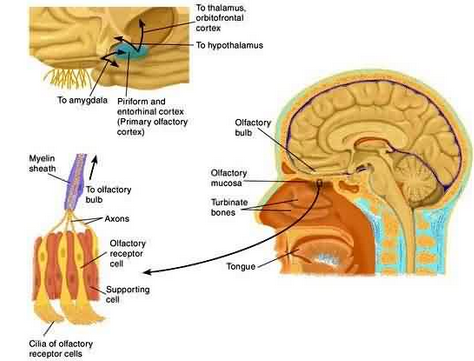 To thalamus,
orbitofrontal
cortex
To hypothalamus
To amygdala
Piriform and
entorhinal cortex
(Primary olfactory
cortex)
Olfactory
bulb
Myelin
sheath
Olfactory
mucosa
To olfactory
bulb
Turbinate
bones
Axons
Olfactory
receptor
cell
Tongue
Supporting
cell
Cilia of olfactory
receptor cells